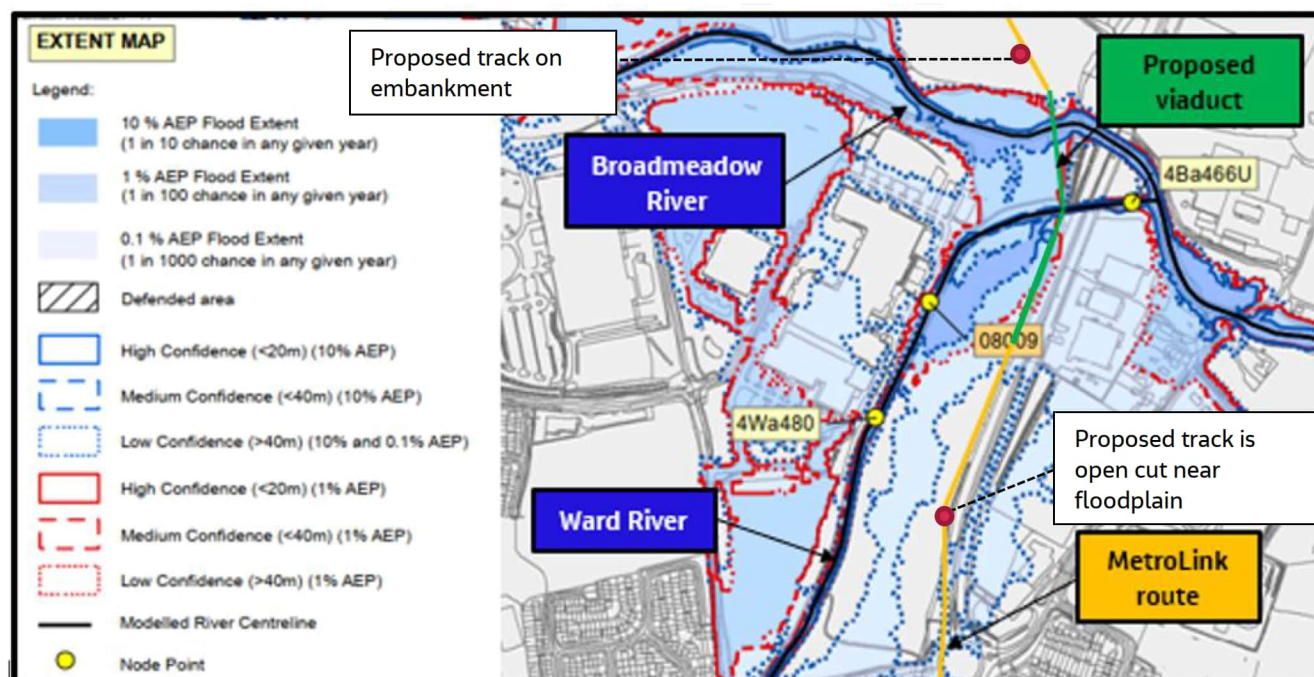 EXTENT MAP
Legend:
10 % AEP Flood Extent
(1 in 10 chance in any given year)
1 % AEP Flood Extent
(1 in 100 chance in any given year)
0.1 % AEP Flood Extent
(1 in 1000 chance in any given year)
Defended area
High Confidence (<20m) (10% AEP)
Medium Confidence (<40m) (10% AEP)
Low Confidence (>40m) (10% and 0.1% AEP)
High Confidence (<20m) (1% AEP)
Medium Confidence (<40m) (1% AEP)
Low Confidence (>40m) (1% AEP)
Modelled River Centreline
Node Point
Proposed track on
embankment
Proposed
viaduct
Broadmeadow
River
4Ba466U
08009
4Wa480
Proposed track is
open cut near
floodplain
Ward River
MetroLink
route